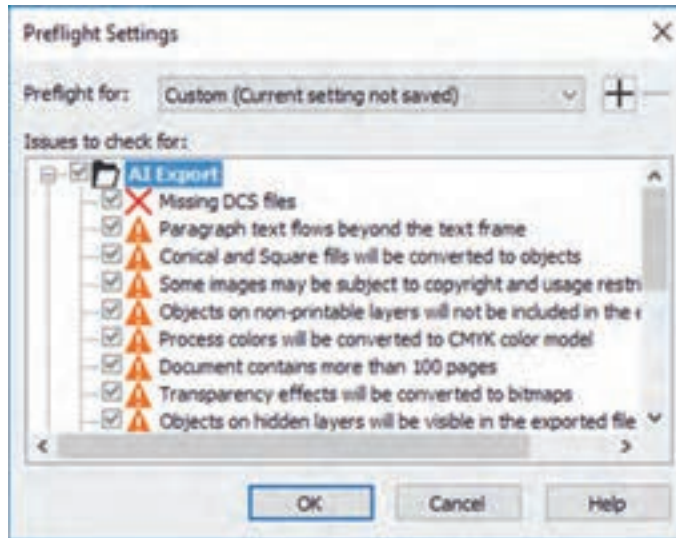 Preflight Settings
Preflight for: Custom (Current setting not saved)
Issues to check for:
AI Export
Missing DCS files
Paragraph text flows beyond the text frame
Conical and Square fills will be converted to objects
Some images may be subject to copyright and usage restri
Objects on non-printable layers will not be included in the e
Process colors will be converted to CMYK color model
Document contains more than 100 pages
Transparency effects will be converted to bitmaps
Objects on hidden layers will be visible in the exported file
OK Cancel Help